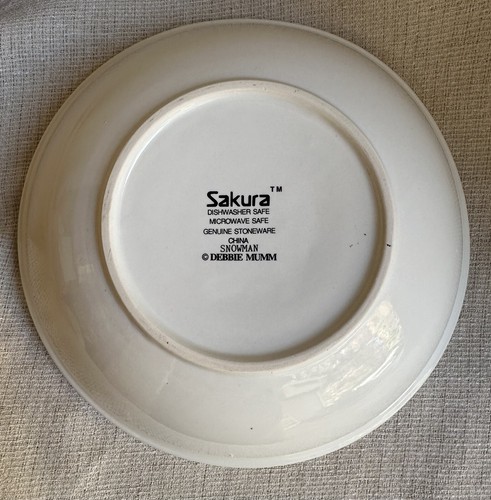 Sakura™
DISHWASHER SAFE
MICROWAVE SAFE
GENUINE STONEWARE
CHINA
SNOWMAN
© DEBBIE MUMM